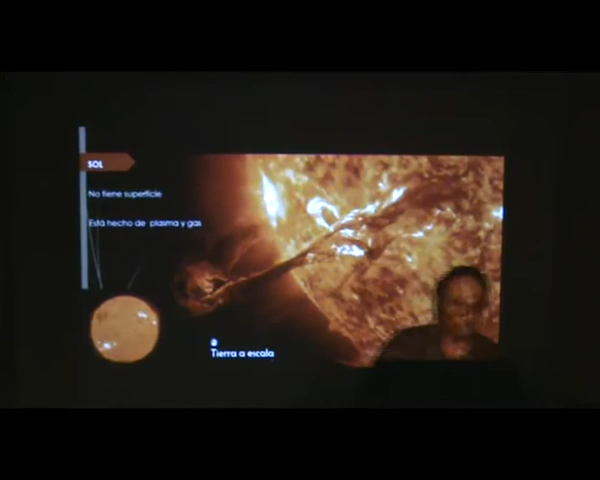 SOL
No tiene superficie
Está hecho de plasma y gas
Tierra a escala